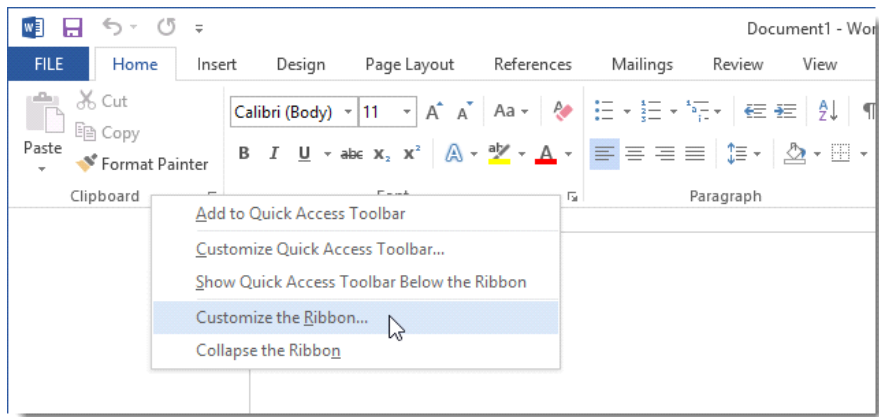 Document1 - Wor
FILE Home Insert Design Page Layout References Mailings Review View
Cut
Copy
Paste
Format Painter
Clipboard
Calibri (Body) 11 A A Aa
B I U abc X₂ X² A ab A
Font
Paragraph
Add to Quick Access Toolbar
Customize Quick Access Toolbar...
Show Quick Access Toolbar Below the Ribbon
Customize the Ribbon...
Collapse the Ribbon